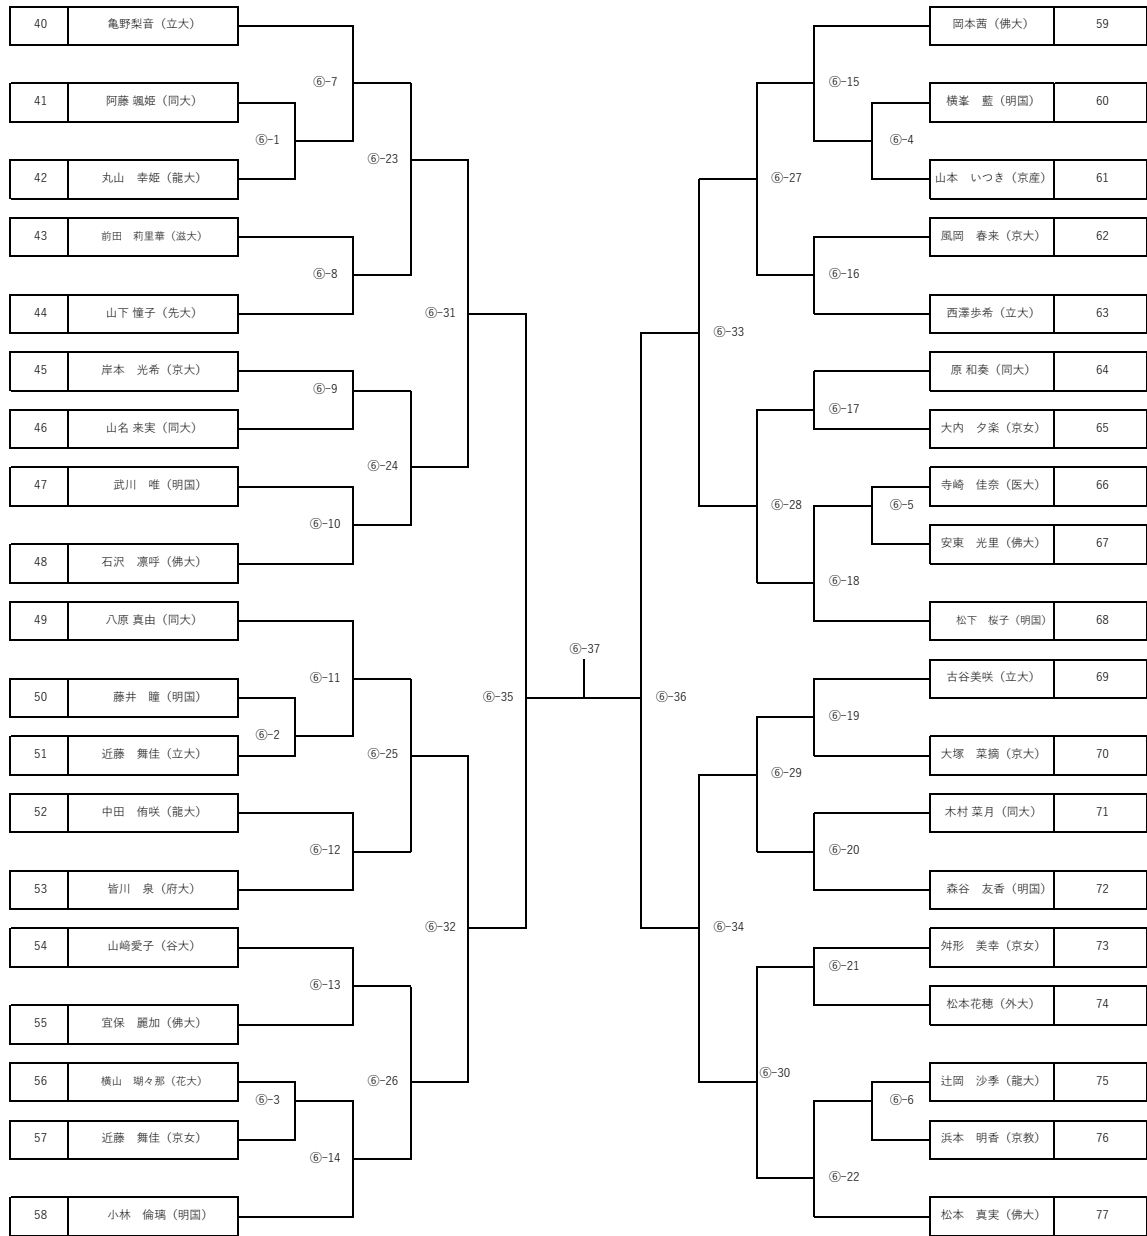 40 亀野梨音（立大）
41 阿藤 颯姫（同大）
42 丸山　幸姫（龍大）
43 前田　莉里華（滋大）
44 山下 憧子（先大）
45 岸本　光希（京大）
46 山名 来実（同大）
47 武川　唯（明国）
48 石沢　凛呼（佛大）
49 八原 真由（同大）
50 藤井　瞳（明国）
51 近藤　舞佳（立大）
52 中田　侑咲（龍大）
53 皆川　泉（府大）
54 山﨑愛子（谷大）
55 宜保　麗加（佛大）
56 横山　瑚々那（花大）
57 近藤　舞佳（京女）
58 小林　倫璃（明国）
⑥-7
⑥-1
⑥-23
⑥-8
⑥-31
⑥-9
⑥-24
⑥-10
⑥-11
⑥-35
⑥-2
⑥-25
⑥-12
⑥-32
⑥-13
⑥-26
⑥-3
⑥-14
⑥-37
⑥-15
⑥-4
⑥-27
⑥-16
⑥-33
⑥-17
⑥-28
⑥-5
⑥-18
⑥-36
⑥-19
⑥-29
⑥-20
⑥-34
⑥-21
⑥-30
⑥-6
⑥-22
岡本茜（佛大） 59
横峯　藍（明国） 60
山本　いつき（京産） 61
風岡　春来（京大） 62
西澤歩希（立大） 63
原 和奏（同大） 64
大内　夕楽（京女） 65
寺崎　佳奈（医大） 66
安東　光里（佛大） 67
松下　桜子（明国） 68
古谷美咲（立大） 69
大塚　菜摘（京大） 70
木村 菜月（同大） 71
森谷　友香（明国） 72
舛形　美幸（京女） 73
松本花穂（外大） 74
辻岡　沙季（龍大） 75
浜本　明香（京教） 76
松本　真実（佛大） 77